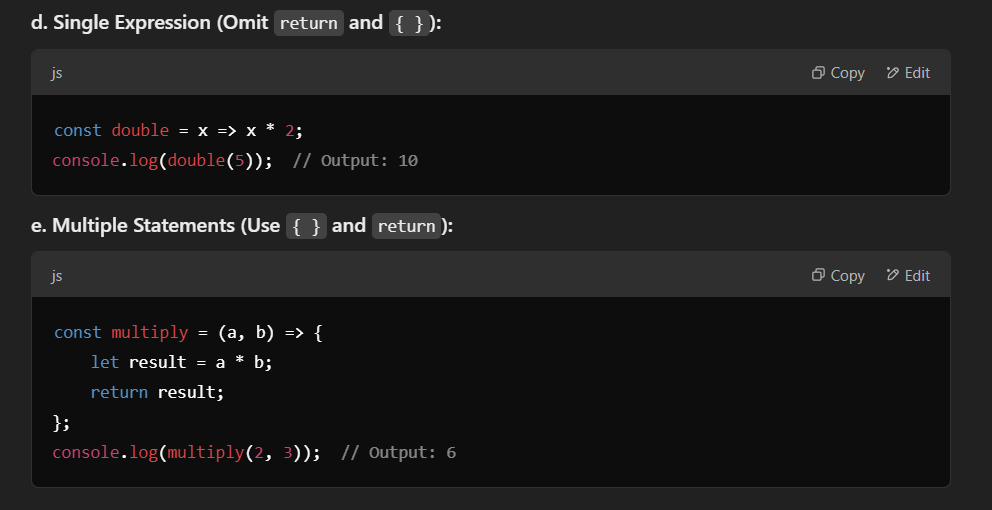 d. Single Expression (Omit return and { }):
js Copy Edit
const double = x => x * 2;
console.log(double(5));  // Output: 10
e. Multiple Statements (Use { } and return):
js Copy Edit
const multiply = (a, b) => {
    let result = a * b;
    return result;
};
console.log(multiply(2, 3));  // Output: 6